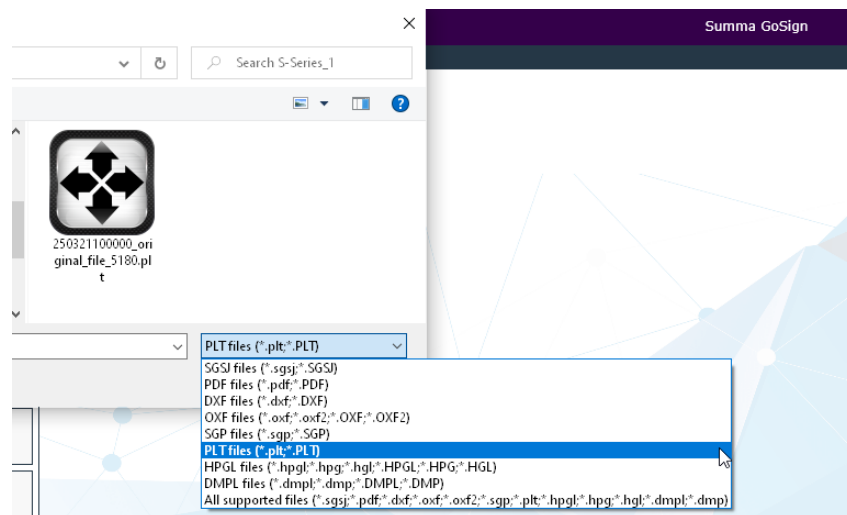 Summa GoSign
Search S-Series_1
250321100000_ori
ginal_file_5180.pl
t
PLT files (*.plt;*.PLT)
SGSJ files (*.sgsj;*.SGSJ)
PDF files (*.pdf;*.PDF)
DXF files (*.dxf;*.DXF)
OXF files (*.oxf;*.oxf2;*.OXF;*.OXF2)
SGP files (*.sgp;*.SGP)
PLT files (*.plt;*.PLT)
HPGL files (*.hpgl;*.hpg;*.hgl;*.HPGL;*.HPG;*.HGL)
DMPL files (*.dmpl;*.dmp;*.DMPL;*.DMP)
All supported files (*.sgsj;*.pdf;*.dxf;*.oxf;*.oxf2;*.sgp;*.plt;*.hpgl;*.hpg;*.hgl;*.dmpl;*.dmp)